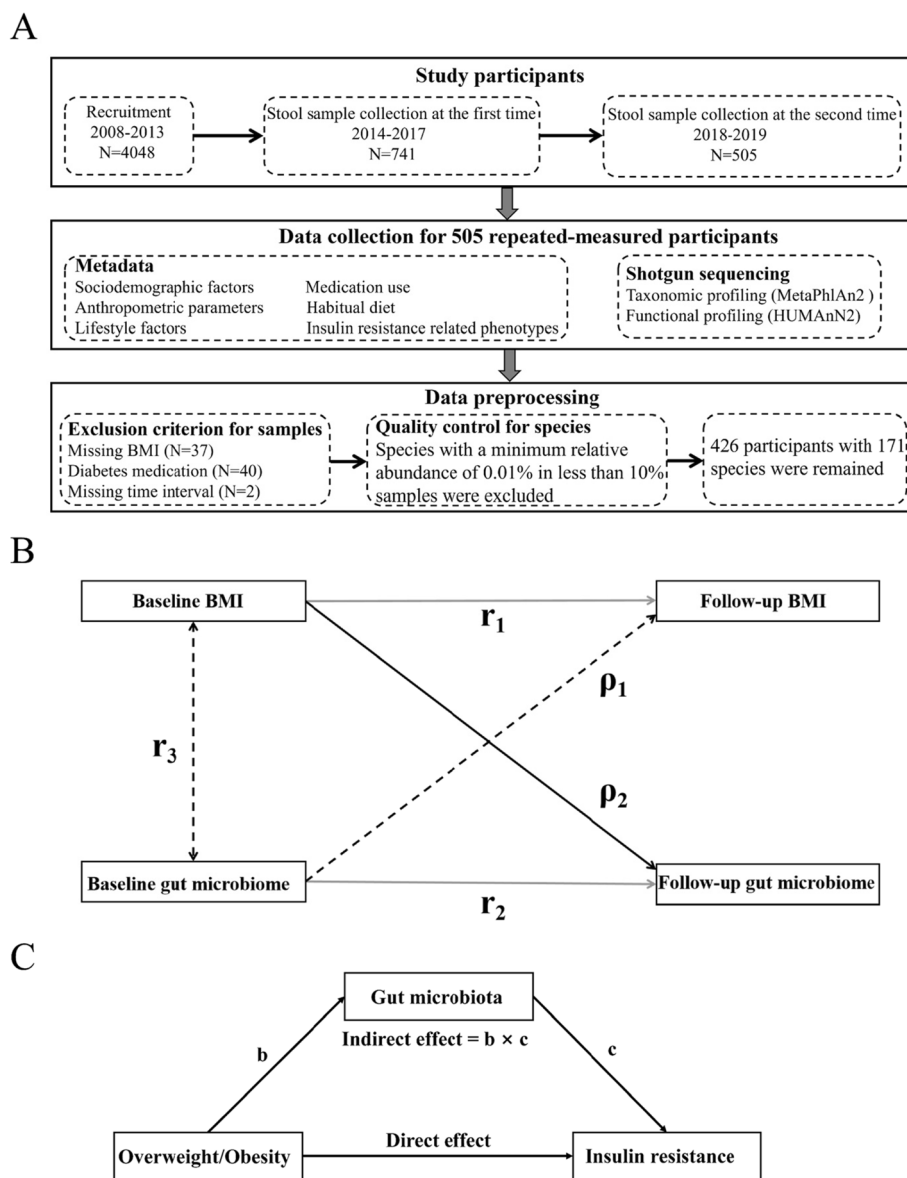 A
Study participants
Recruitment
2008-2013
N=4048
Stool sample collection at the first time
2014-2017
N=741
Stool sample collection at the second time
2018-2019
N=505
Data collection for 505 repeated-measured participants
Metadata
Sociodemographic factors
Anthropometric parameters
Lifestyle factors
Medication use
Habitual diet
Insulin resistance related phenotypes
Shotgun sequencing
Taxonomic profiling (MetaPhlAn2 )
Functional profiling (HUMAnN2)
Data preprocessing
Exclusion criterion for samples
Missing BMI (N=37)
Diabetes medication (N=40)
Missing time interval (N=2)
Quality control for species
Species with a minimum relative
abundance of 0.01% in less than 10%
samples were excluded
426 participants with 171
species were remained
B
Baseline BMI
r₁
Follow-up BMI
r₃
ρ₁
ρ₂
Baseline gut microbiome
r₂
Follow-up gut microbiome
C
Gut microbiota
Indirect effect = b × c
b
c
Overweight/Obesity
Direct effect
Insulin resistance